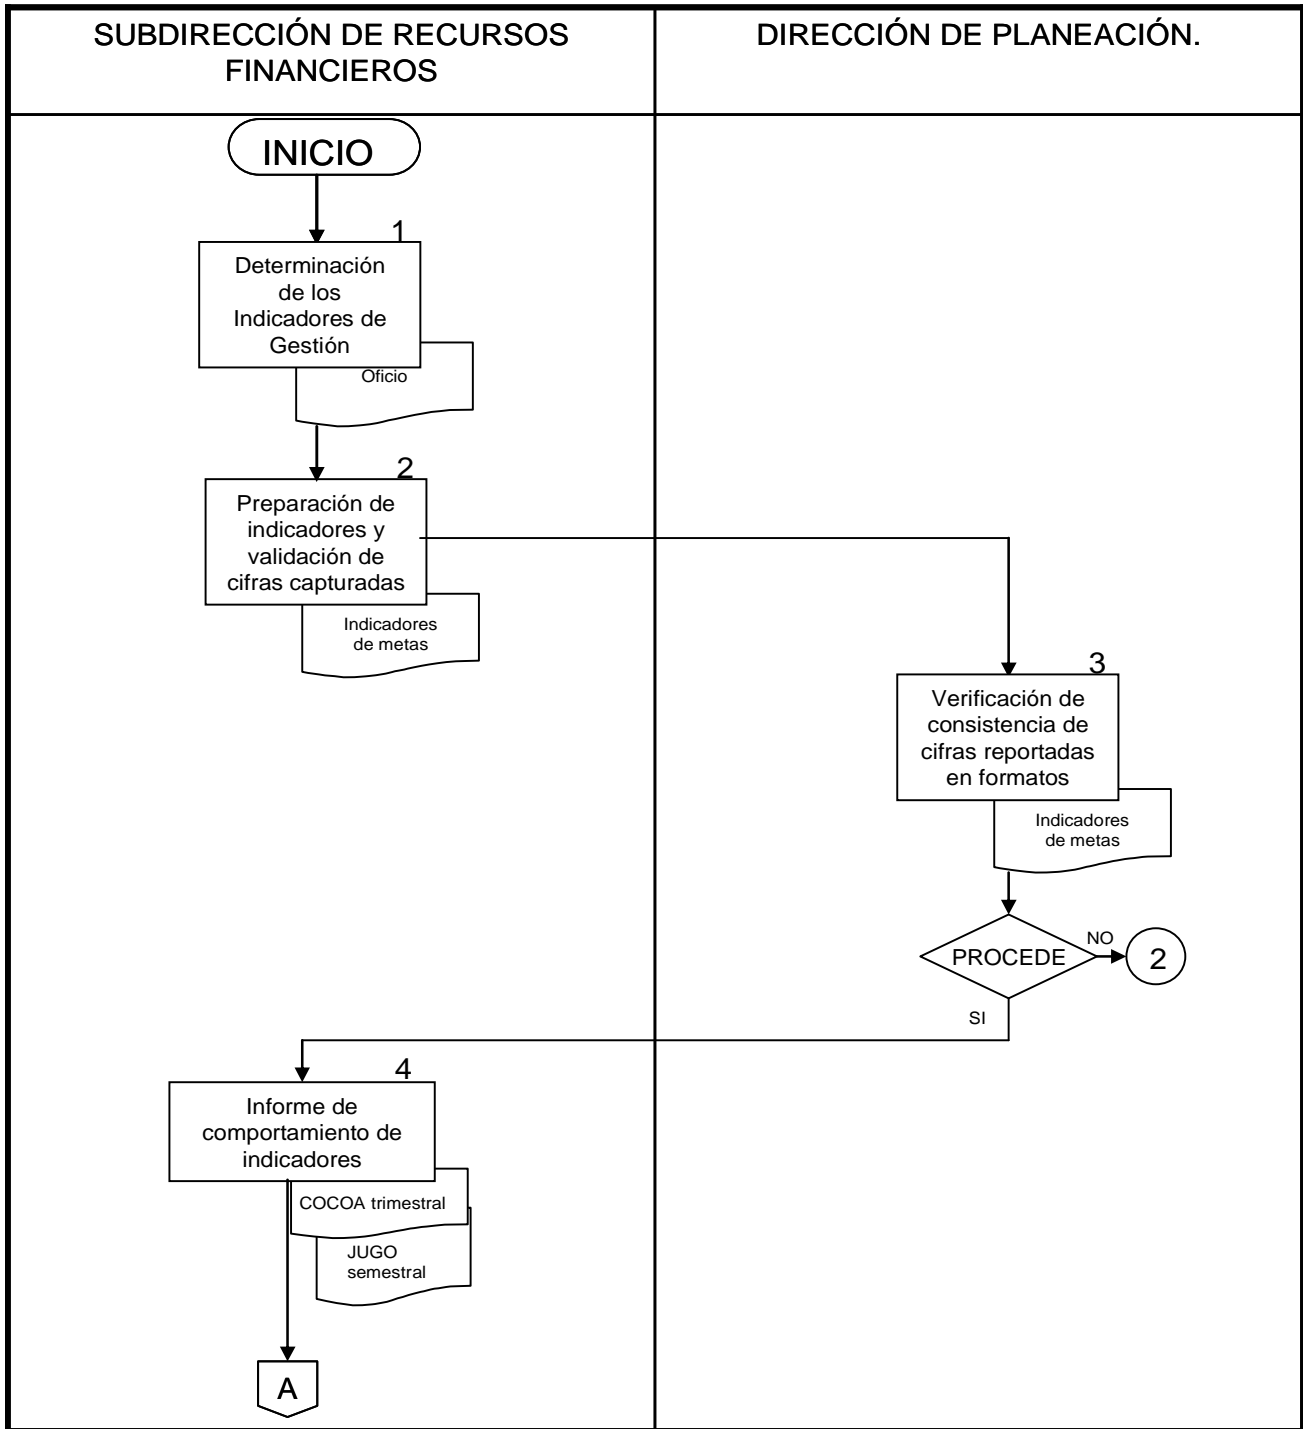 SUBDIRECCIÓN DE RECURSOS
FINANCIEROS
DIRECCIÓN DE PLANEACIÓN.
INICIO
1
Determinación
de los
Indicadores de
Gestión
Oficio
2
Preparación de
indicadores y
validación de
cifras capturadas
Indicadores
de metas
3
Verificación de
consistencia de
cifras reportadas
en formatos
Indicadores
de metas
PROCEDE
NO
2
SI
4
Informe de
comportamiento de
indicadores
COCOA trimestral
JUGO
semestral
A